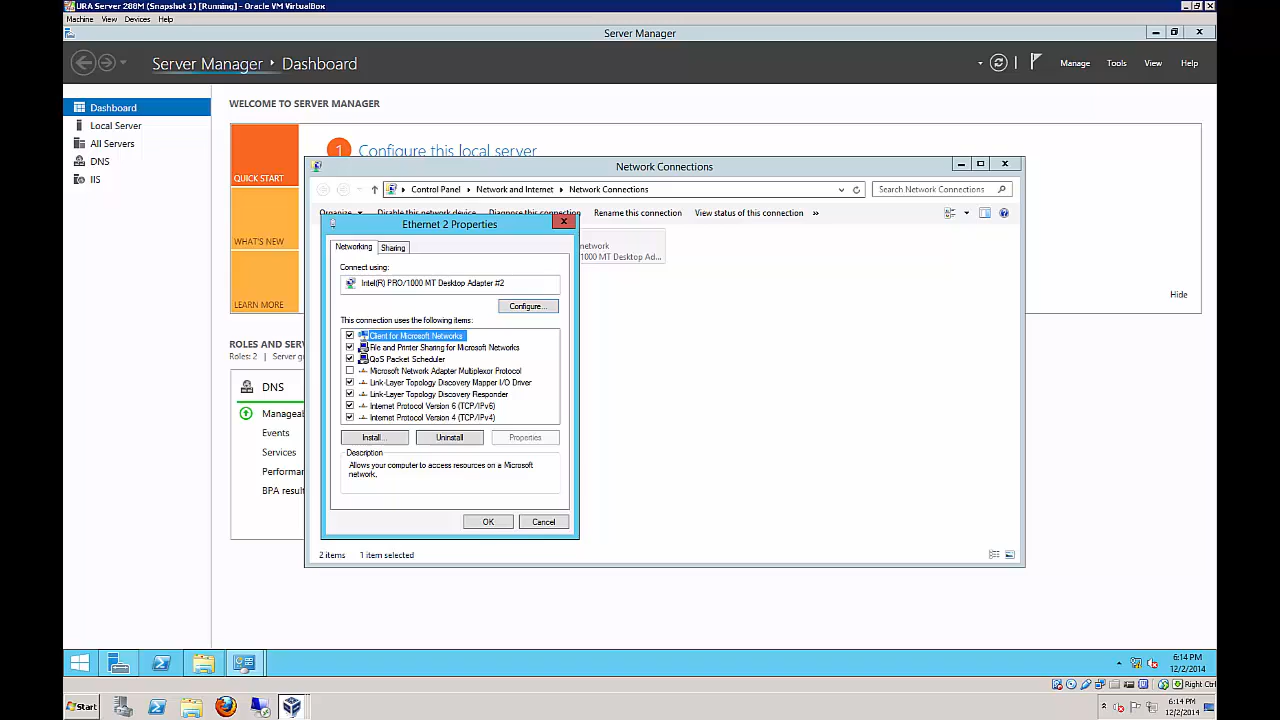 URA Server 288M (Snapshot 1) [Running] - Oracle VM VirtualBox
Machine View Devices Help
Server Manager
Server Manager ‣ Dashboard
Manage Tools View Help
Dashboard
Local Server
All Servers
DNS
IIS
WELCOME TO SERVER MANAGER
1 Configure this local server
QUICK START
WHAT'S NEW
LEARN MORE
Hide
Roles: 2 | Server
DNS
Events
Services
Network Connections
Control Panel ‣ Network and Internet ‣ Network Connections
Search Network Connections
Organize Disable this network device Diagnose this connection Rename this connection View status of this connection »
network
1000 MT Desktop Ad...
Ethernet 2 Properties
Networking Sharing
Connect using:
Intel(R) PRO/1000 MT Desktop Adapter #2
Configure...
This connection uses the following items:
Client for Microsoft Networks
File and Printer Sharing for Microsoft Networks
QoS Packet Scheduler
Microsoft Network Adapter Multiplexor Protocol
Link-Layer Topology Discovery Mapper I/O Driver
Link-Layer Topology Discovery Responder
Internet Protocol Version 6 (TCP/IPv6)
Internet Protocol Version 4 (TCP/IPv4)
Install... Uninstall Properties
Description
Allows your computer to access resources on a Microsoft
network.
OK Cancel
2 items 1 item selected
6:14 PM
12/2/2014
Right Ctrl
Start
6:14 PM
12/2/2014